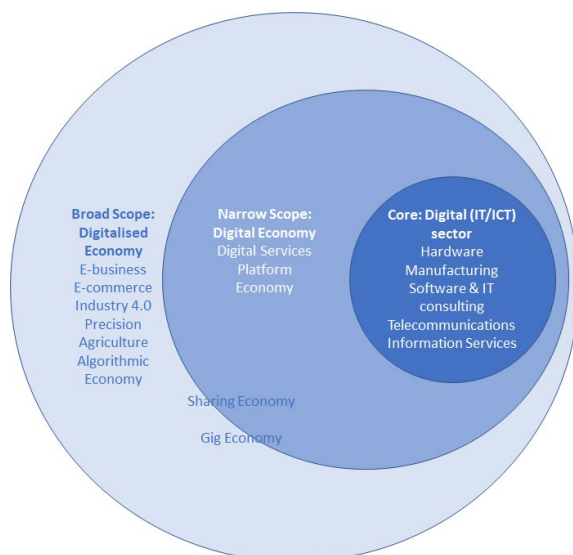 Broad Scope:
Digitalised
Economy
E-business
E-commerce
Industry 4.0
Precision
Agriculture
Algorithmic
Economy
Narrow Scope:
Digital Economy
Digital Services
Platform
Economy
Core: Digital (IT/ICT)
sector
Hardware
Manufacturing
Software & IT
consulting
Telecommunications
Information Services
Sharing Economy
Gig Economy